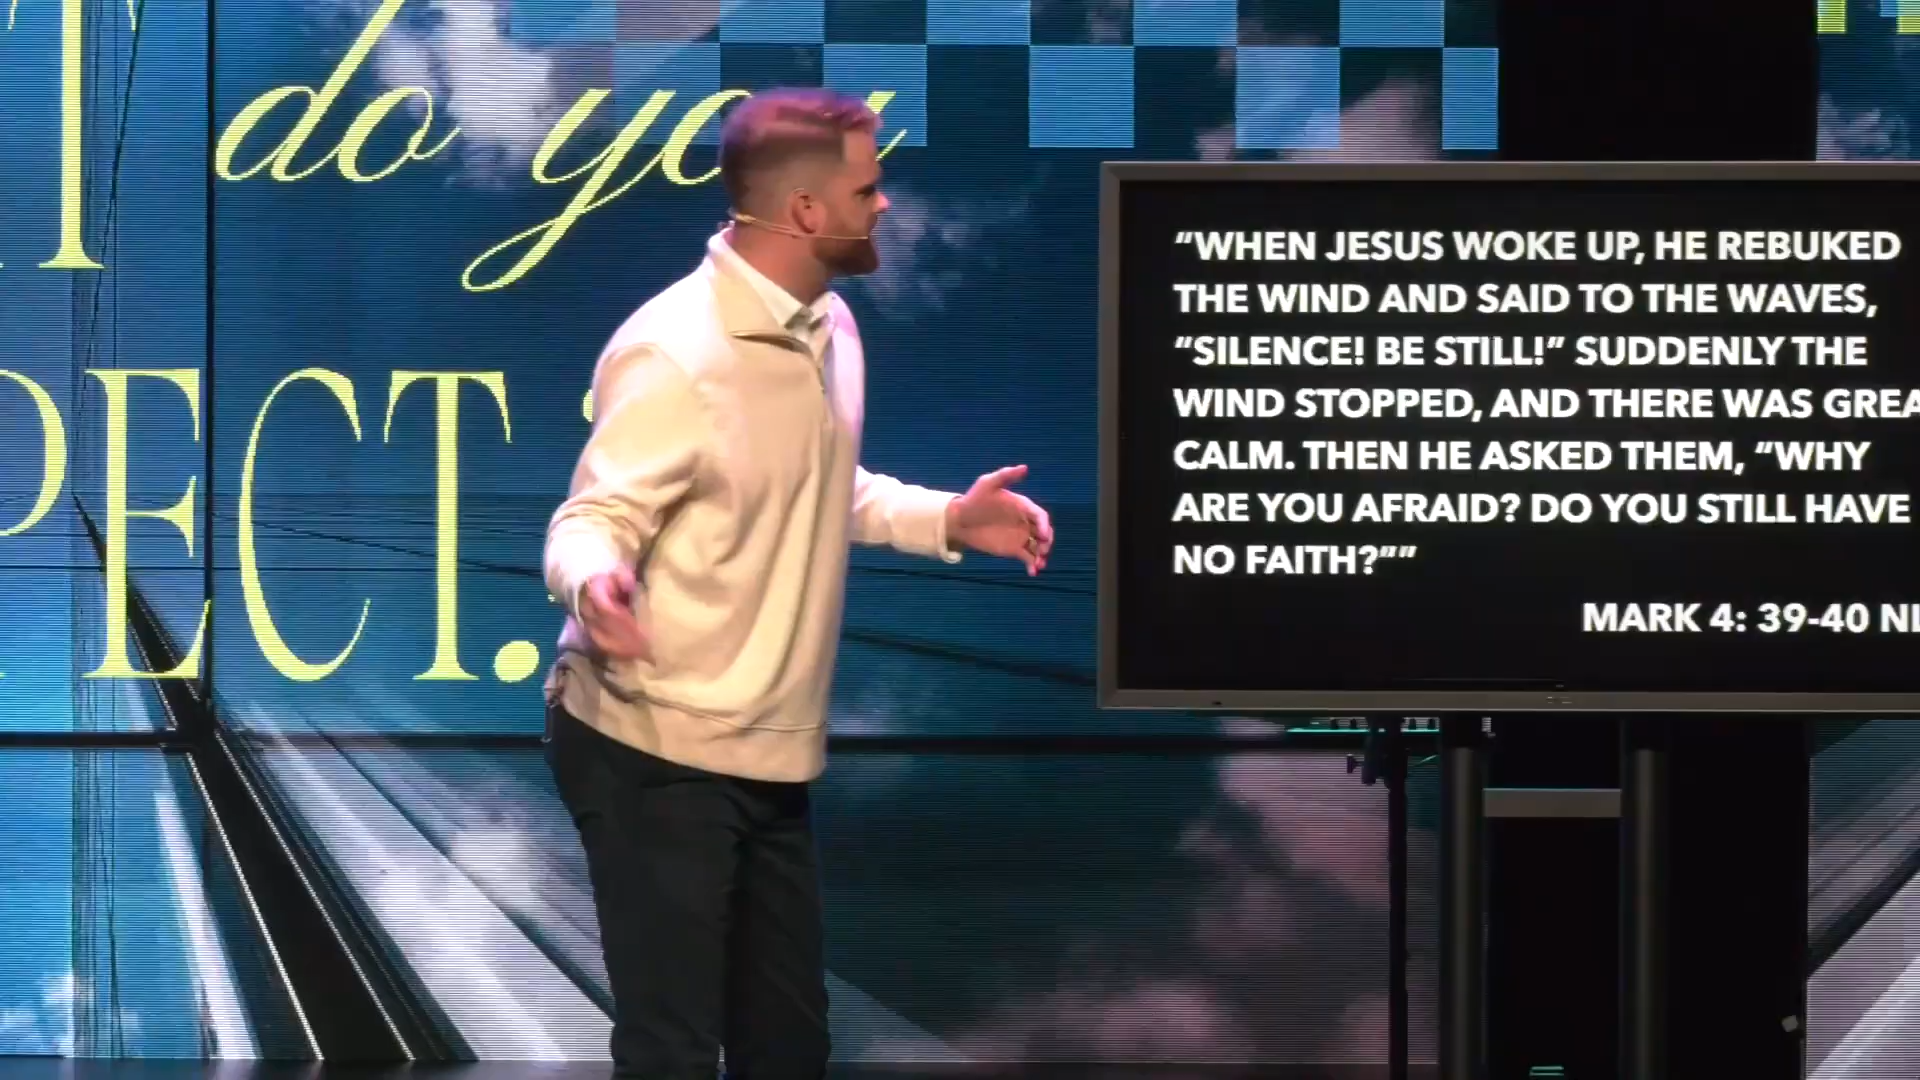 T do you
PECT.
“WHEN JESUS WOKE UP, HE REBUKED
THE WIND AND SAID TO THE WAVES,
“SILENCE! BE STILL!” SUDDENLY THE
WIND STOPPED, AND THERE WAS GREA
CALM. THEN HE ASKED THEM, “WHY
ARE YOU AFRAID? DO YOU STILL HAVE
NO FAITH?””
MARK 4: 39-40 NL